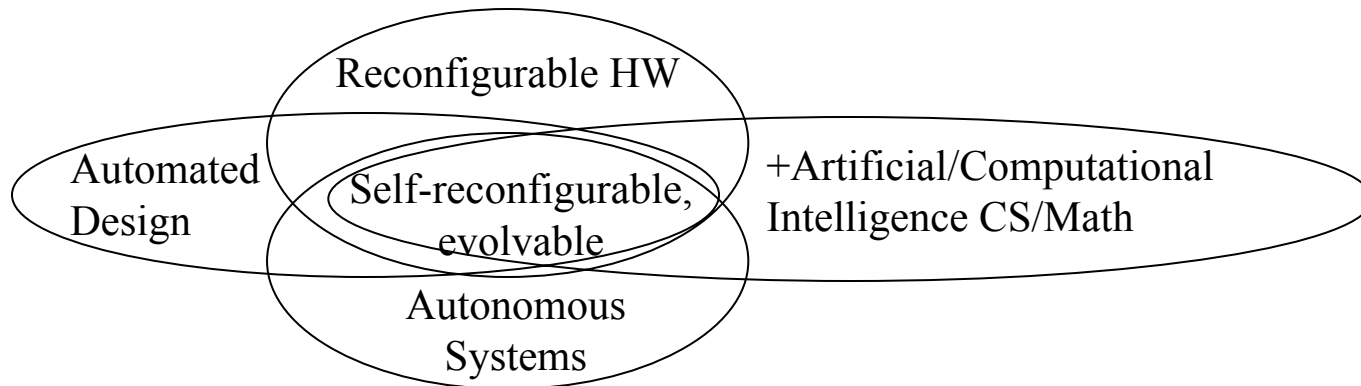 Reconfigurable HW
Automated
Design
Self-reconfigurable,
evolvable
+Artificial/Computational
Intelligence CS/Math
Autonomous
Systems